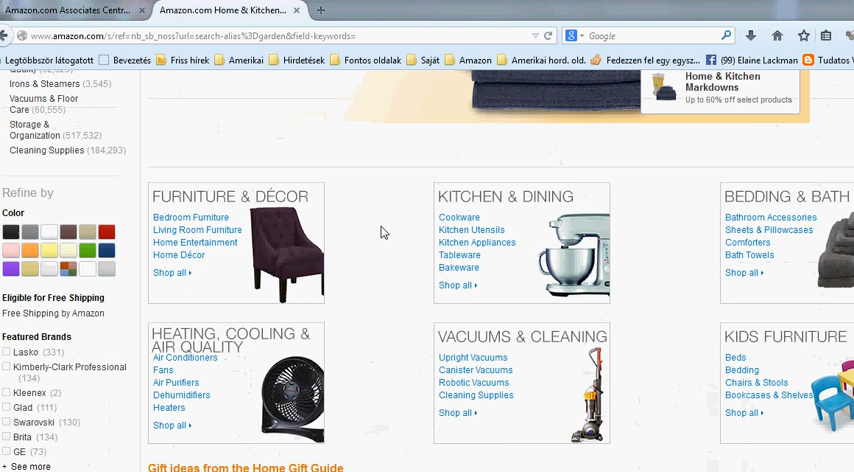 Amazon.com Associates Centr...
Amazon.com Home & Kitchen...
www.amazon.com/s/ref=nb_sb_noss?url=search-alias%3Dgarden&field-keywords=
Google
Legtöbbször látogatott
Bevezetés
Friss hírek
Amerikai
Hirdetések
Fontos oldalak
Saját
Amazon
Amerikai hord. old.
Fedezzen fel egy egysz...
(99) Elaine Lackman
Tudatos V
Irons & Steamers (3,545)
Vacuums & Floor
Care (60,555)
Storage &
Organization (517,532)
Cleaning Supplies (184,293)
Refine by
Color
Eligible for Free Shipping
Free Shipping by Amazon
Featured Brands
Lasko (331)
Kimberly-Clark Professional
(134)
Kleenex (2)
Glad (111)
Swarovski (130)
Brita (134)
GE (73)
+ See more
Home & Kitchen
Markdowns
Up to 60% off select products
FURNITURE & DÉCOR
Bedroom Furniture
Living Room Furniture
Home Entertainment
Home Décor
Shop all
KITCHEN & DINING
Cookware
Kitchen Utensils
Kitchen Appliances
Tableware
Bakeware
Shop all
BEDDING & BATH
Bathroom Accessories
Sheets & Pillowcases
Comforters
Bath Towels
Shop all
HEATING, COOLING &
AIR QUALITY
Air Conditioners
Fans
Air Purifiers
Dehumidifiers
Heaters
Shop all
VACUUMS & CLEANING
Upright Vacuums
Canister Vacuums
Robotic Vacuums
Cleaning Supplies
Shop all
KIDS FURNITURE
Beds
Bedding
Chairs & Stools
Bookcases & Shelves
Shop all
Gift ideas from the Home Gift Guide